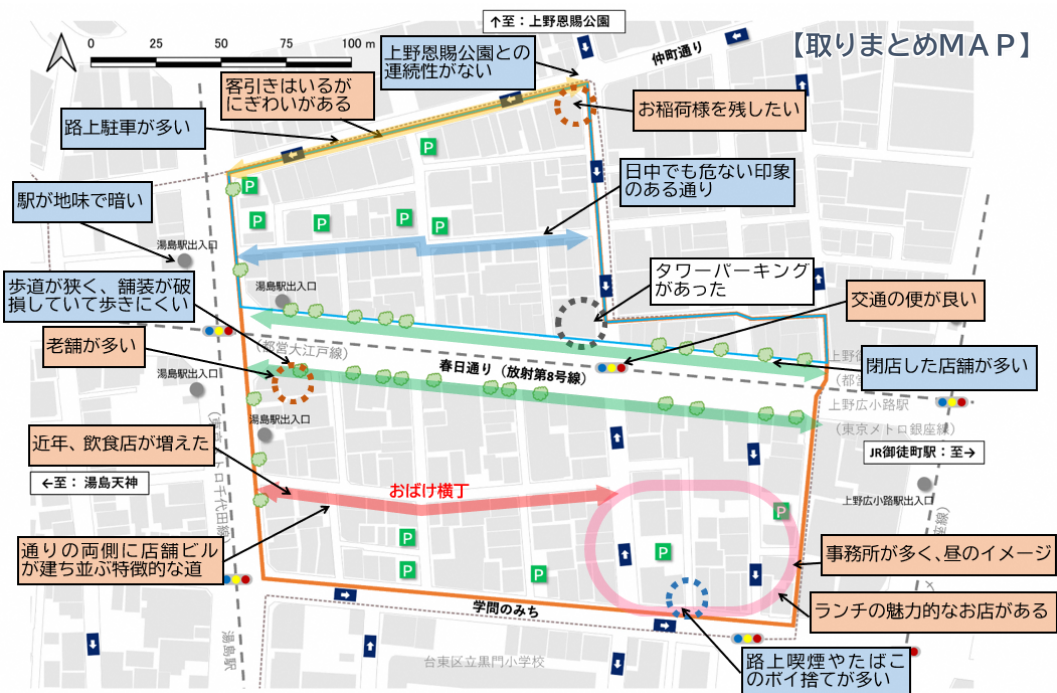 ↑至：上野恩賜公園
0 25 50 100 m
【取りまとめＭＡＰ】
仲町通り
上野恩賜公園との
連続性がない
客引きはいるが
にぎわいがある
お稲荷様を残したい
路上駐車が多い
日中でも危ない印象
のある通り
駅が地味で暗い
湯島駅出入口
湯島駅出入口
タワーパーキング
があった
歩道が狭く、舗装が破
損していて歩きにくい
交通の便が良い
老舗が多い
（都営大江戸線）
春日通り（放射第8号線）
閉店した店舗が多い
湯島駅出入口
湯島駅出入口
上野広小路駅
（東京メトロ銀座線）
近年、飲食店が増えた
JR御徒町駅：至→
←至： 湯島天神
おばけ横丁
上野広小路駅出入口
通りの両側に店舗ビル
が建ち並ぶ特徴的な道
事務所が多く、昼のイメージ
ランチの魅力的なお店がある
学問のみち
湯島駅
台東区立黒門小学校
路上喫煙やたばこ
のポイ捨てが多い
P
P
P
P
P
P
P
P
P
P
P